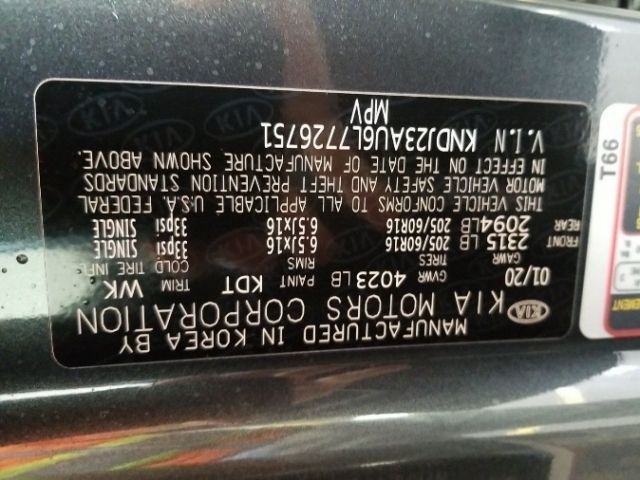 MANUFACTURED IN KOREA BY
KIA KIA MOTORS CORPORATION
01/20 GVWR 4023 LB PAINT KDT TRIM WK
GAWR TIRES RIMS COLD TIRE INFL
FRONT 2315 LB 205/60R16 6.5Jx16 33psi SINGLE
REAR 2094LB 205/60R16 6.5Jx16 33psi SINGLE
THIS VEHICLE CONFORMS TO ALL APPLICABLE U.S.A. FEDERAL
MOTOR VEHICLE SAFETY AND THEFT PREVENTION STANDARDS
IN EFFECT ON THE DATE OF MANUFACTURE SHOWN ABOVE.
V.I.N KNDJ23AU6L7726751
MPV
T66